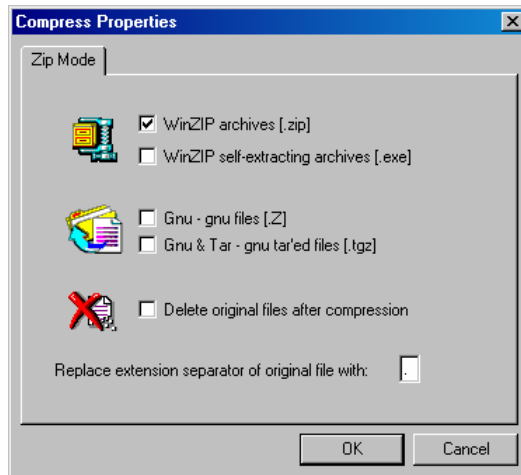 Compress Properties
Zip Mode
WinZIP archives [.zip]
WinZIP self-extracting archives [.exe]
Gnu - gnu files [.Z]
Gnu & Tar - gnu tar'ed files [.tgz]
Delete original files after compression
Replace extension separator of original file with: .
OK Cancel